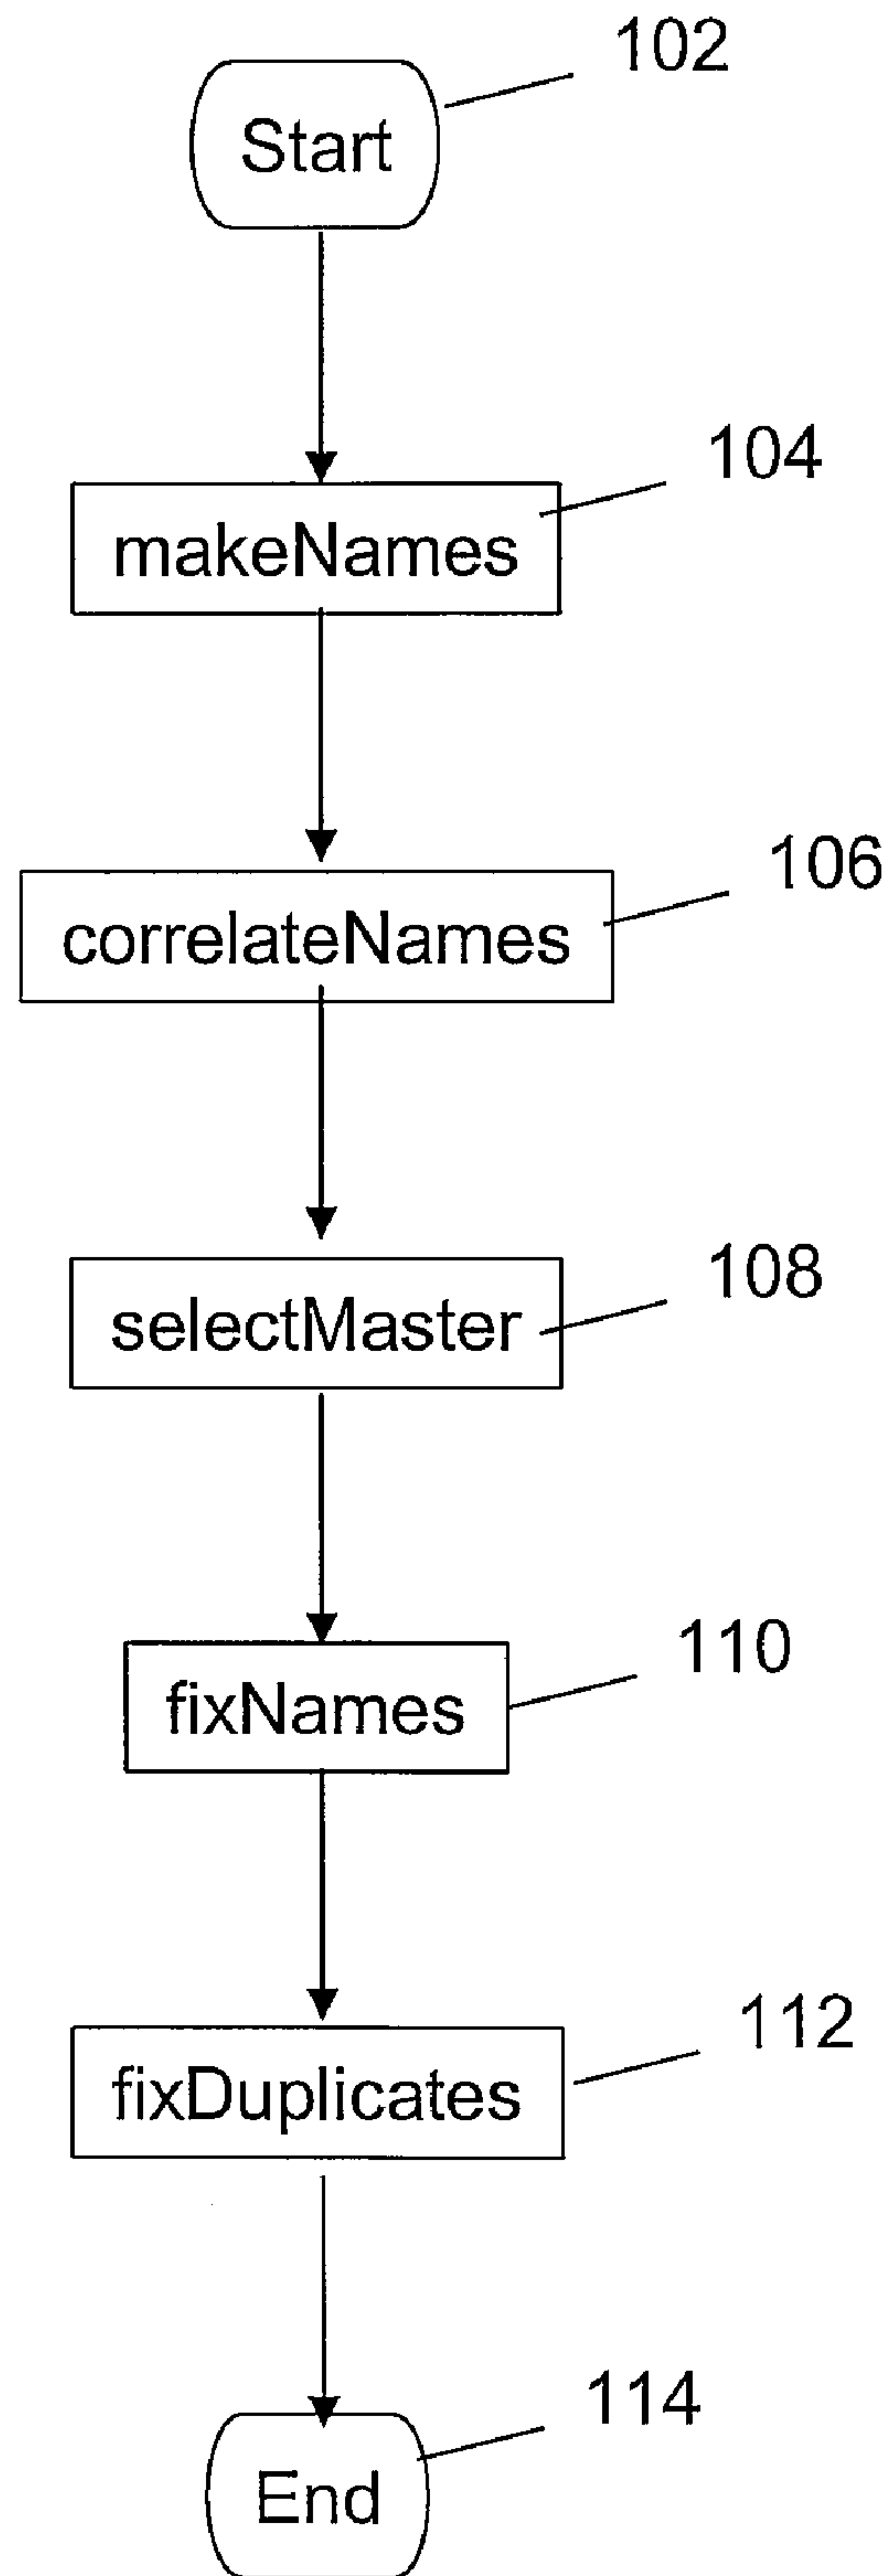 102
Start
104
makeNames
106
correlateNames
108
selectMaster
110
fixNames
112
fixDuplicates
114
End